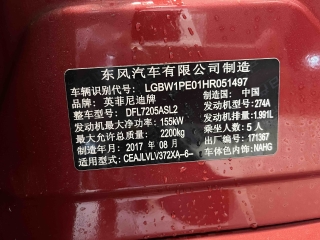 东风汽车有限公司制造
车辆识别代号: LGBW1PE01HR051497
品牌: 英菲尼迪牌 制造国: 中国
整车型号: DFL7205ASL2 发动机型号: 274A
发动机最大净功率: 155kW 发动机排量: 1.991L
最大允许总质量: 2200kg 乘坐人数: 5 人
制造年月: 2017 年 08 月 出厂编号: 171367
适用型式: CEAJLVLV372XA-6- 车体色内饰: NAHG